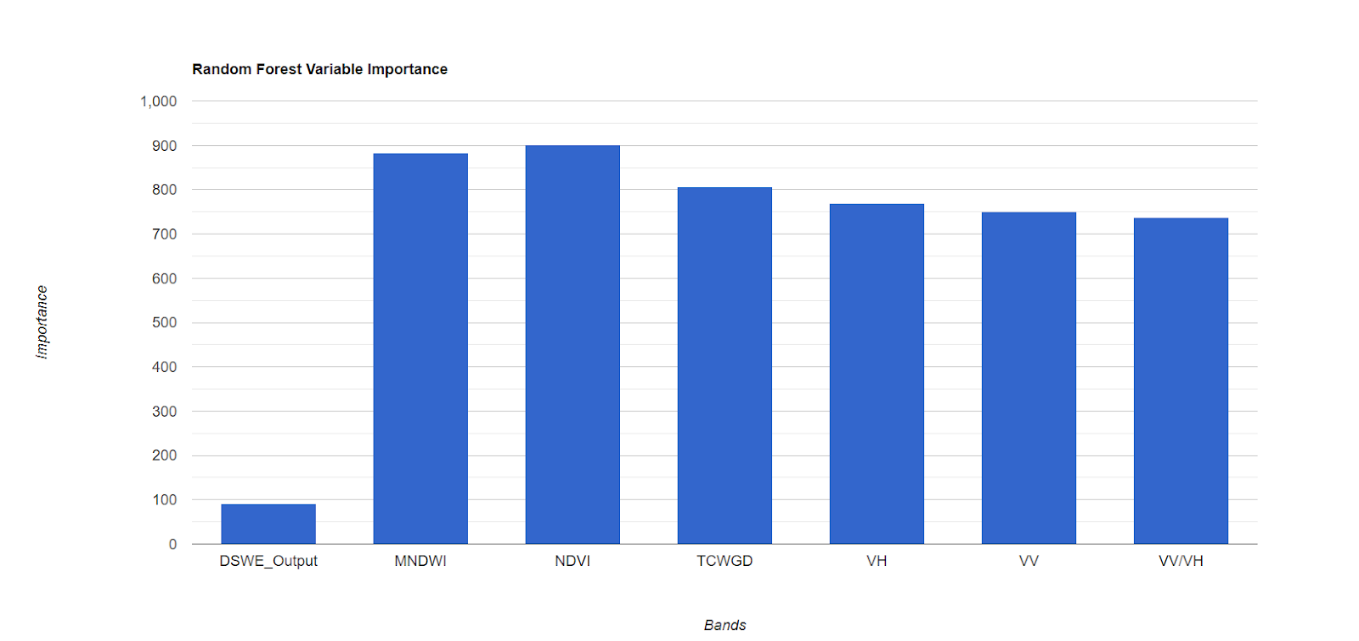 Random Forest Variable Importance
1,000
900
800
700
600
500
400
300
200
100
0
Importance
DSWE_Output MNDWI NDVI TCWGD VH VV VV/VH
Bands